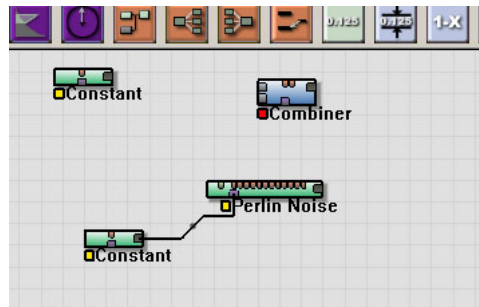 0.125
0.125
1-X
Constant
Combiner
Perlin Noise
Constant